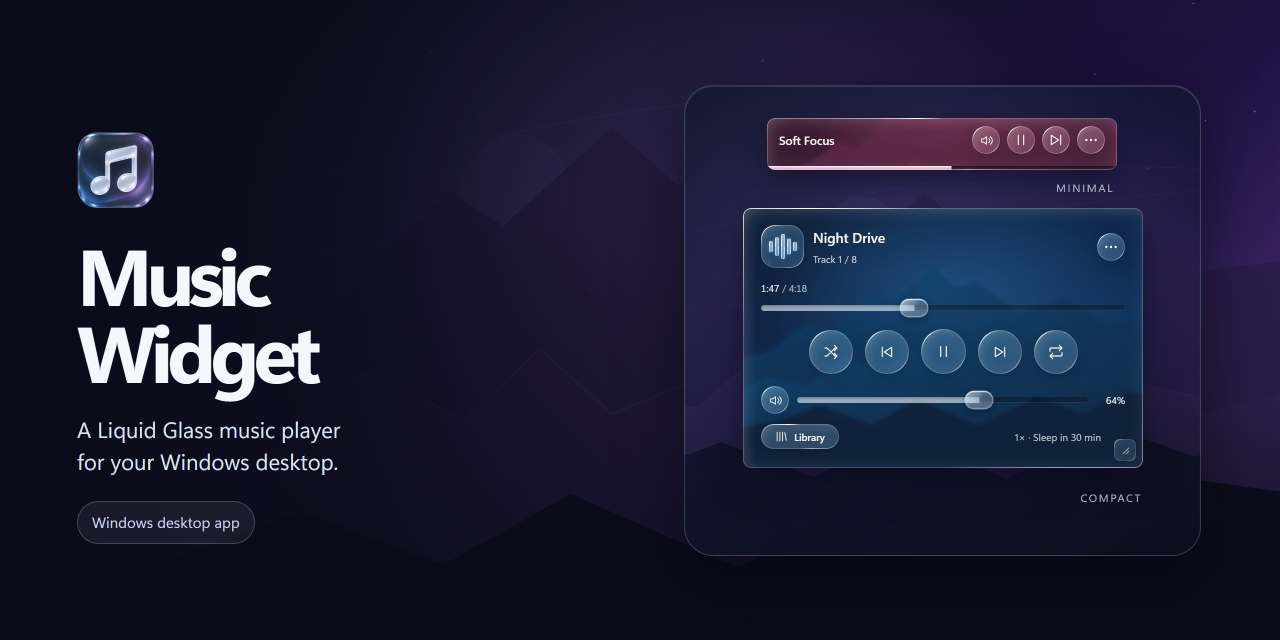 Music
Widget
A Liquid Glass music player
for your Windows desktop.
Windows desktop app
Soft Focus
MINIMAL
Night Drive
Track 1 / 8
1:47 / 4:18
64%
Library
1× · Sleep in 30 min
COMPACT